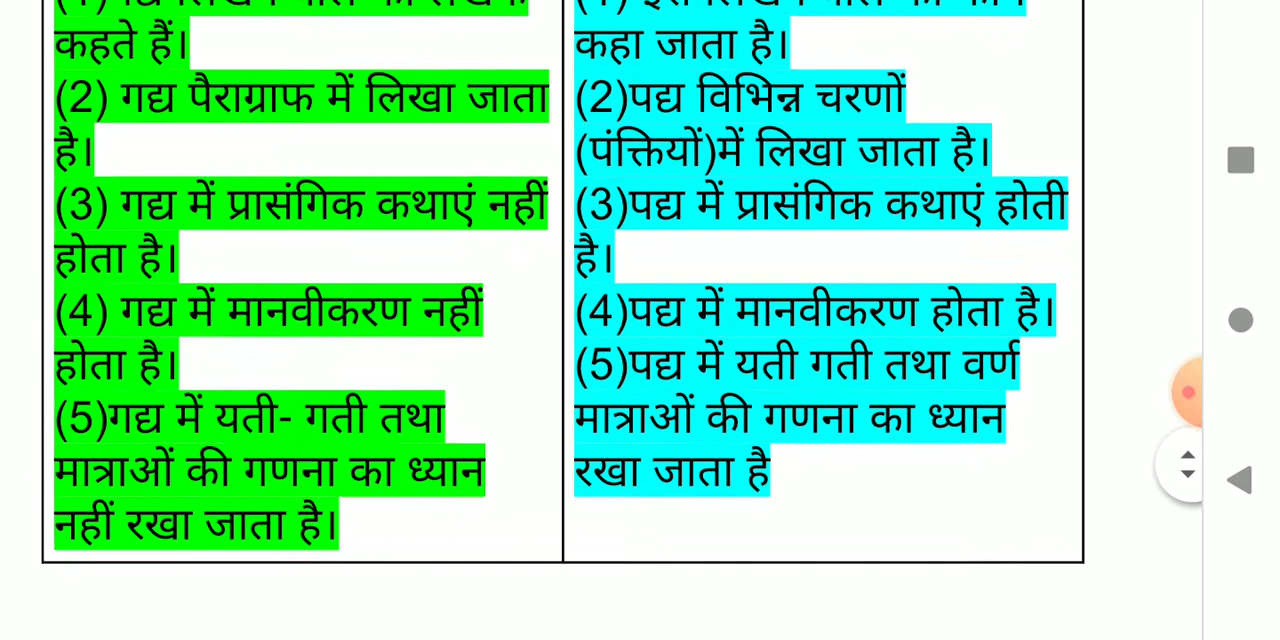 कहते हैं।
(2) गद्य पैराग्राफ में लिखा जाता
है।
(3) गद्य में प्रासंगिक कथाएं नहीं
होता है।
(4) गद्य में मानवीकरण नहीं
होता है।
(5)गद्य में यती- गती तथा
मात्राओं की गणना का ध्यान
नहीं रखा जाता है।
कहा जाता है।
(2)पद्य विभिन्न चरणों
(पंक्तियों)में लिखा जाता है।
(3)पद्य में प्रासंगिक कथाएं होती
है।
(4)पद्य में मानवीकरण होता है।
(5)पद्य में यती गती तथा वर्ण
मात्राओं की गणना का ध्यान
रखा जाता है